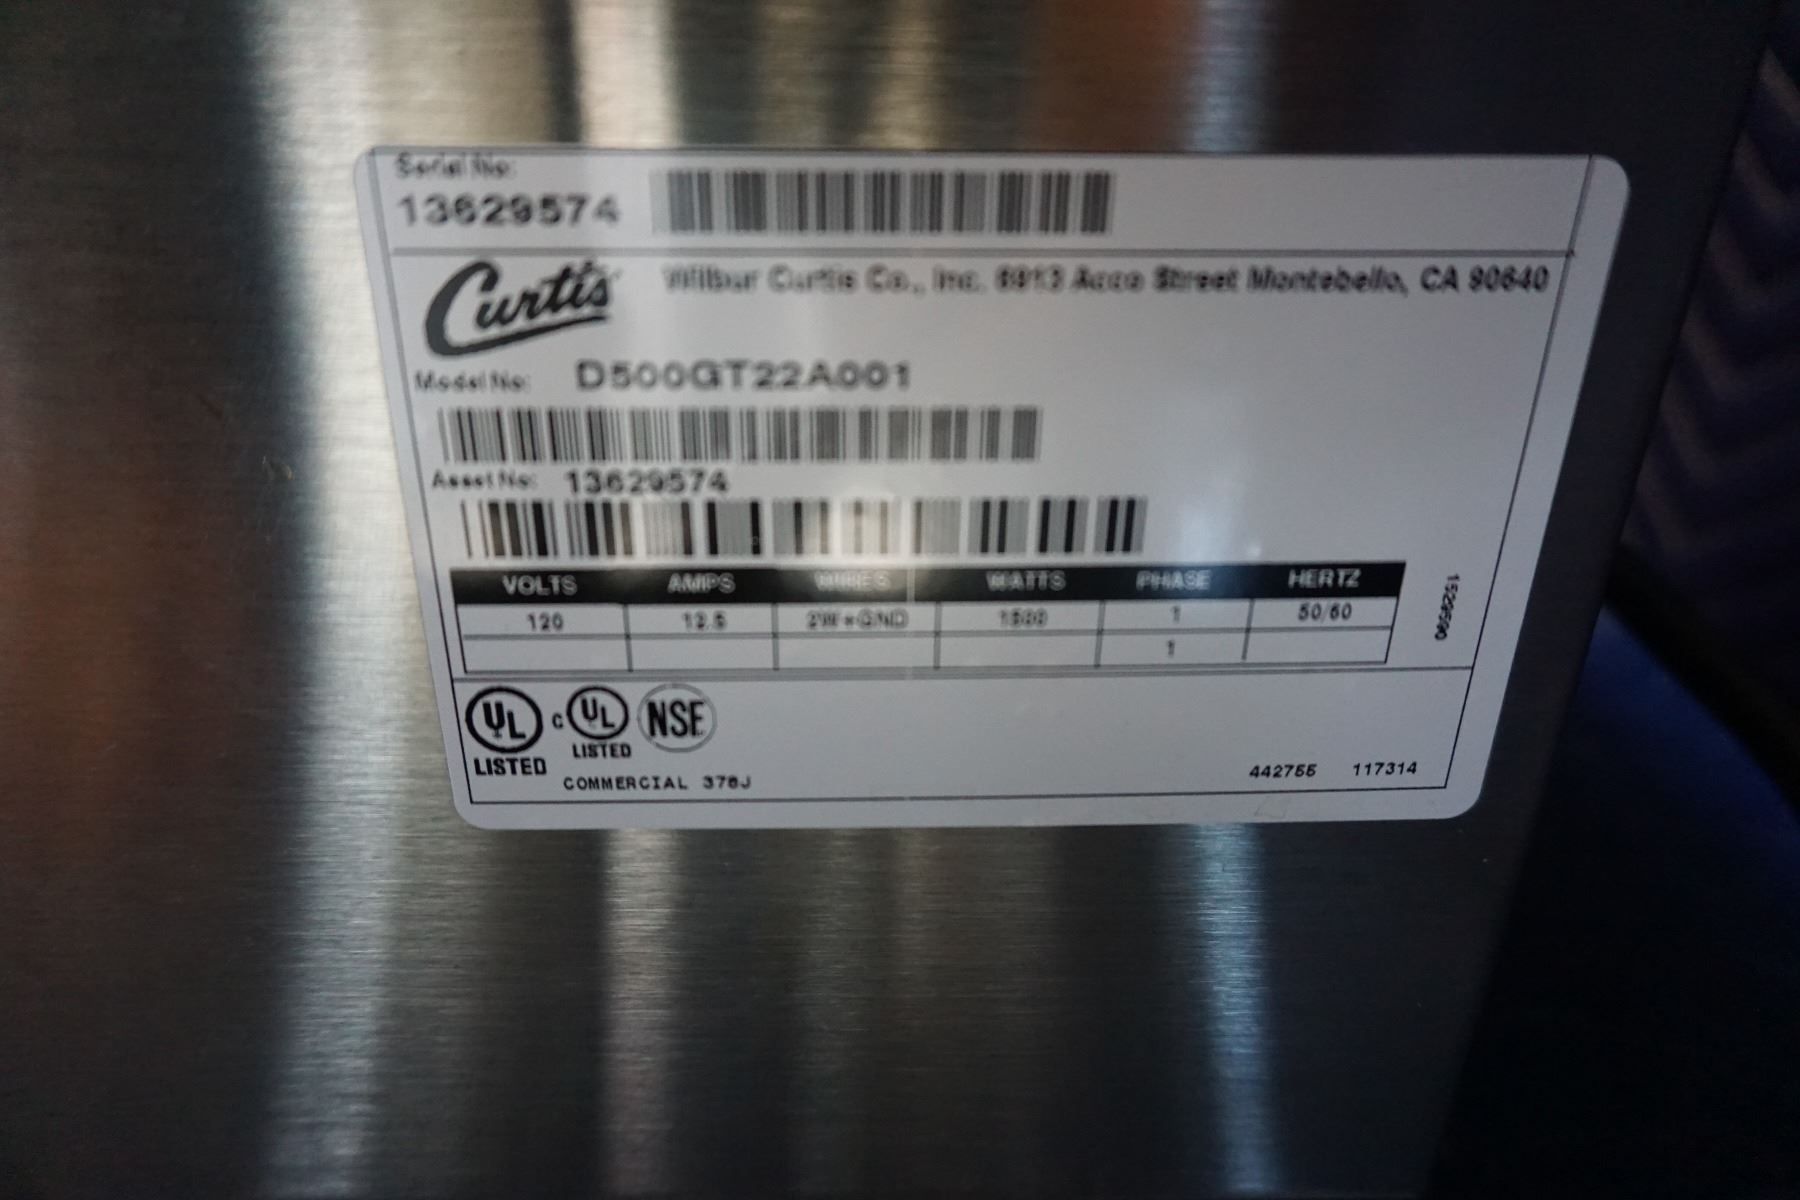 Serial No:
13629574
Curtis
Wilbur Curtis Co., Inc. 6913 Acco Street Montebello, CA 90640
Model No: D500GT22A001
Asset No: 13629574
VOLTS AMPS WIRES WATTS PHASE HERTZ
120 12.5 2W+GND 1500 1 50/60
1
1529590
UL C UL NSF
LISTED LISTED
COMMERCIAL 378J 442755 117314